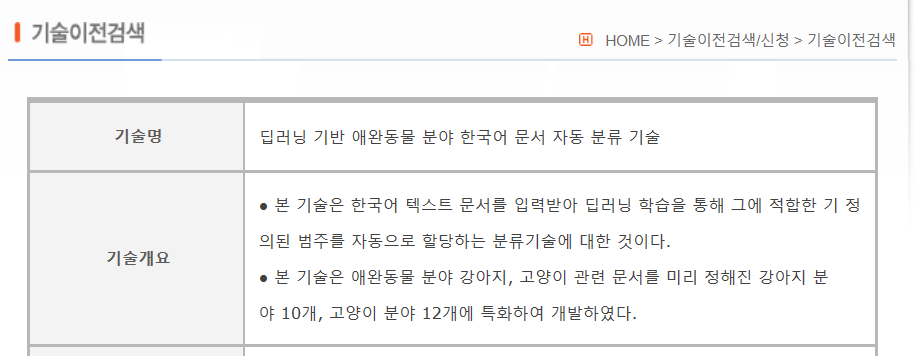 기술이전검색
HOME > 기술이전검색/신청 > 기술이전검색
기술명
딥러닝 기반 애완동물 분야 한국어 문서 자동 분류 기술
기술개요
● 본 기술은 한국어 텍스트 문서를 입력받아 딥러닝 학습을 통해 그에 적합한 기 정
의된 범주를 자동으로 할당하는 분류기술에 대한 것이다.
● 본 기술은 애완동물 분야 강아지, 고양이 관련 문서를 미리 정해진 강아지 분
야 10개, 고양이 분야 12개에 특화하여 개발하였다.